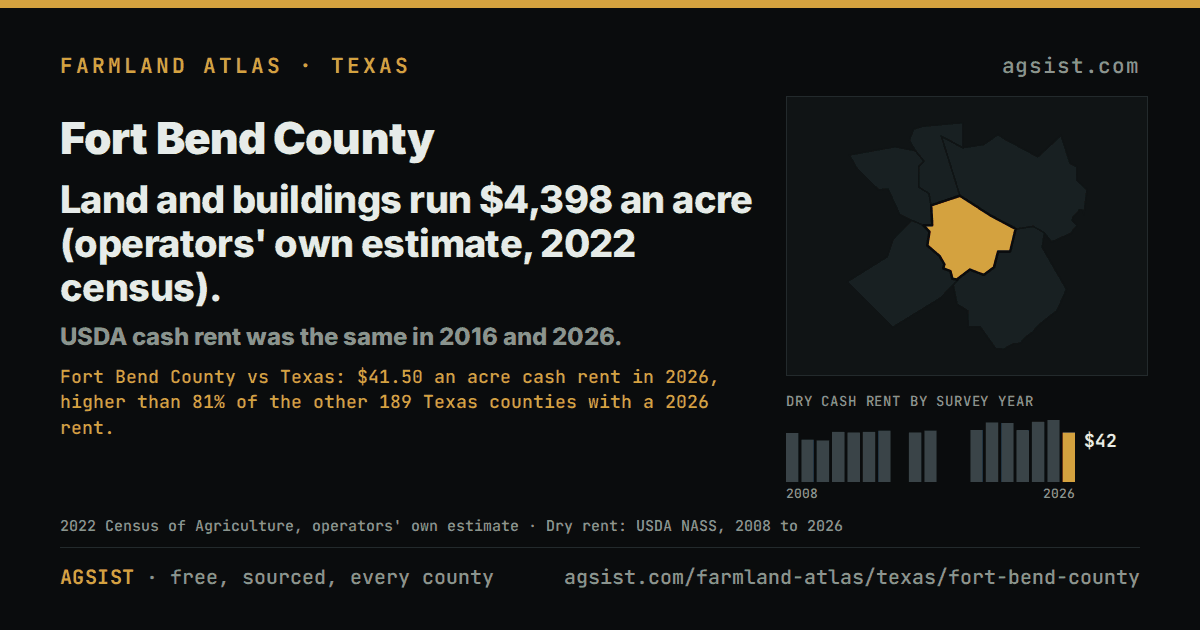 FARMLAND ATLAS · TEXAS
agsist.com
Fort Bend County
Land and buildings run $4,398 an acre
(operators' own estimate, 2022
census).
USDA cash rent was the same in 2016 and 2026.
Fort Bend County vs Texas: $41.50 an acre cash rent in 2026,
higher than 81% of the other 189 Texas counties with a 2026
rent.
DRY CASH RENT BY SURVEY YEAR
$42
2008
2026
2022 Census of Agriculture, operators' own estimate · Dry rent: USDA NASS, 2008 to 2026
AGSIST · free, sourced, every county
agsist.com/farmland-atlas/texas/fort-bend-county